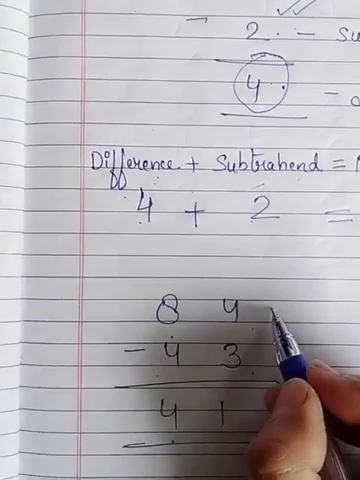 - 2. - Su
4.
Difference + Subtrahend =
4 + 2 =
8 4 -
- 4 3
4 1